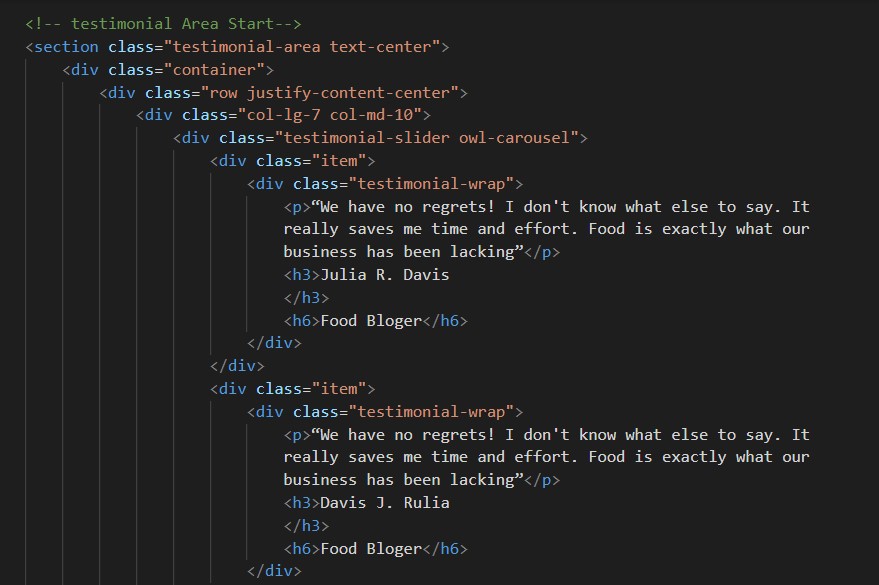 <!-- testimonial Area Start-->
<section class="testimonial-area text-center">
<div class="container">
<div class="row justify-content-center">
<div class="col-lg-7 col-md-10">
<div class="testimonial-slider owl-carousel">
<div class="item">
<div class="testimonial-wrap">
<p>“We have no regrets! I don't know what else to say. It
really saves me time and effort. Food is exactly what our
business has been lacking”</p>
<h3>Julia R. Davis
</h3>
<h6>Food Bloger</h6>
</div>
</div>
<div class="item">
<div class="testimonial-wrap">
<p>“We have no regrets! I don't know what else to say. It
really saves me time and effort. Food is exactly what our
business has been lacking”</p>
<h3>Davis J. Rulia
</h3>
<h6>Food Bloger</h6>
</div>